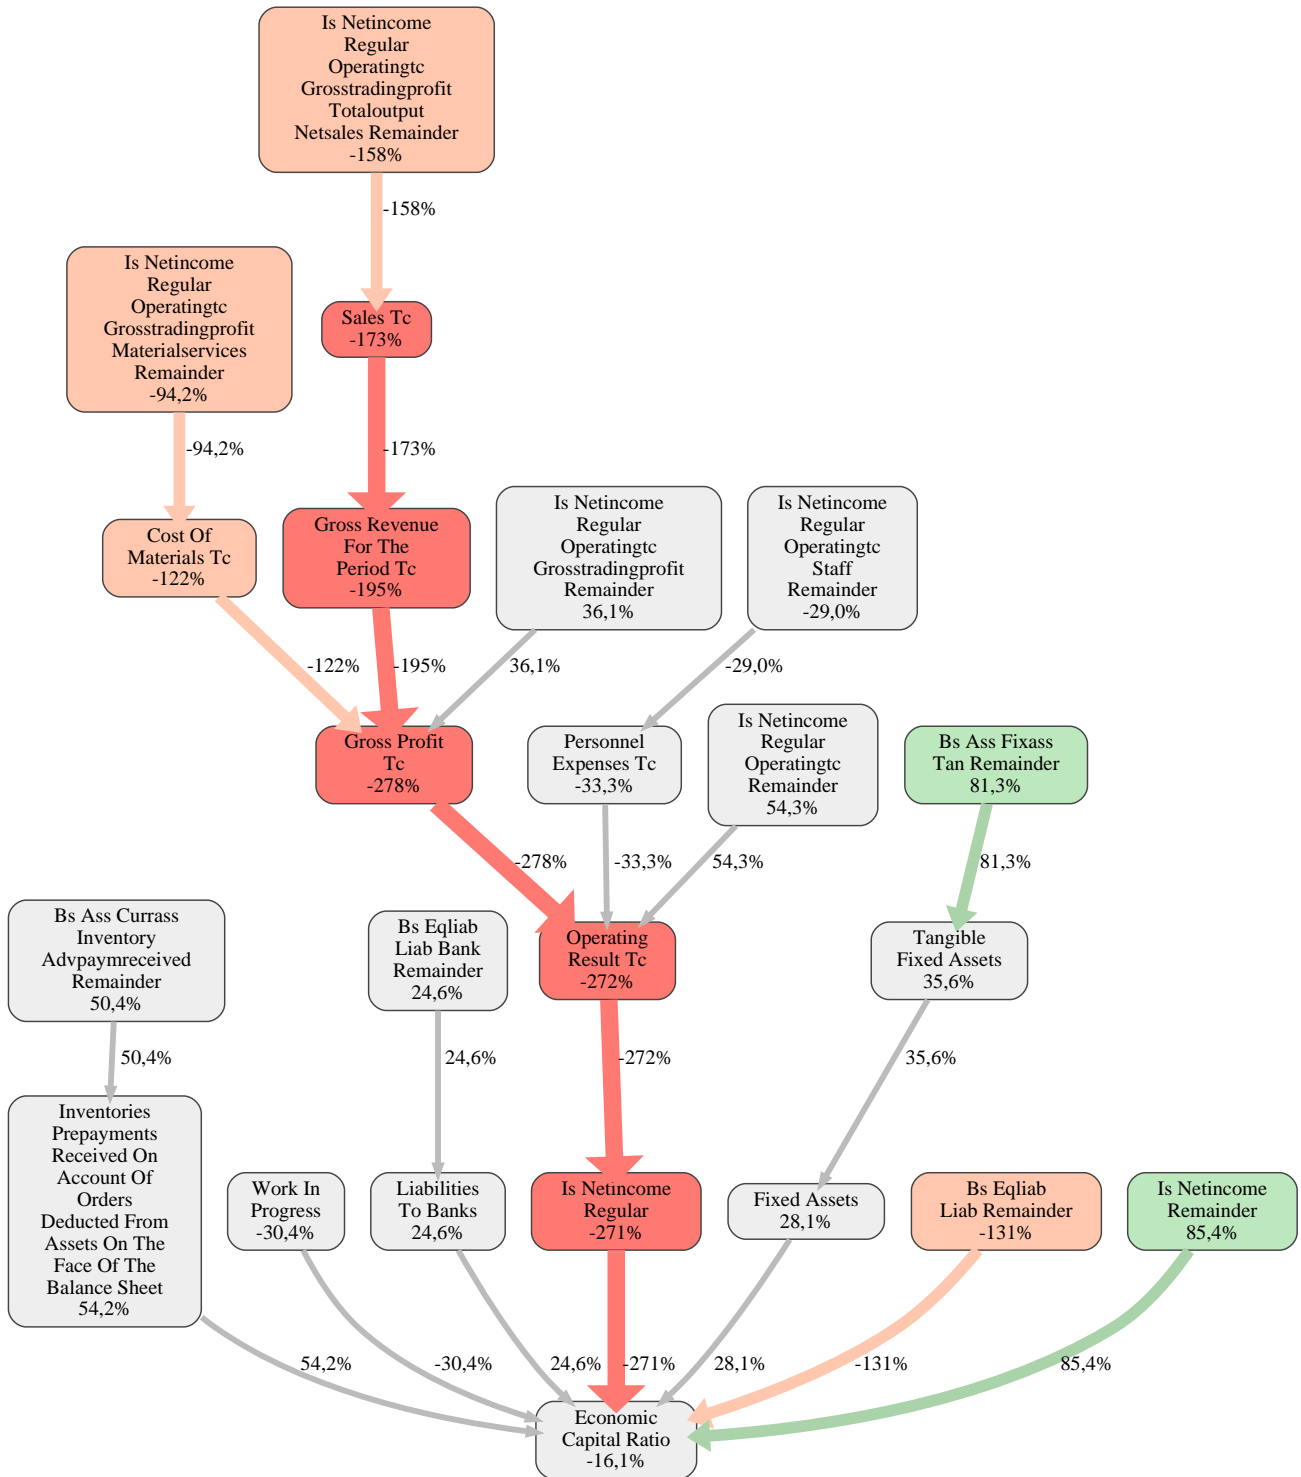 Is Netincome
Regular
Operatingtc
Grosstradingprofit
Totaloutput
Netsales Remainder
-158%
-158%
Is Netincome
Regular
Operatingtc
Grosstradingprofit
Materialservices
Remainder
-94,2%
Sales Tc
-173%
-94,2%
-173%
Cost Of
Materials Tc
-122%
Gross Revenue
For The
Period Tc
-195%
Is Netincome
Regular
Operatingtc
Grosstradingprofit
Remainder
36,1%
Is Netincome
Regular
Operatingtc
Staff
Remainder
-29,0%
-122%
-195%
36,1%
-29,0%
Gross Profit
Tc
-278%
Personnel
Expenses Tc
-33,3%
Is Netincome
Regular
Operatingtc
Remainder
54,3%
Bs Ass Fixass
Tan Remainder
81,3%
-278%
-33,3%
54,3%
81,3%
Bs Ass Currass
Inventory
Advpaymreceived
Remainder
50,4%
Bs Eqliab
Liab Bank
Remainder
24,6%
Operating
Result Tc
-272%
Tangible
Fixed Assets
35,6%
50,4%
24,6%
-272%
35,6%
Inventories
Prepayments
Received On
Account Of
Orders
Deducted From
Assets On The
Face Of The
Balance Sheet
54,2%
Work In
Progress
-30,4%
Liabilities
To Banks
24,6%
Is Netincome
Regular
-271%
Fixed Assets
28,1%
Bs Eqliab
Liab Remainder
-131%
Is Netincome
Remainder
85,4%
54,2%
-30,4%
24,6%
-271%
28,1%
-131%
85,4%
Economic
Capital Ratio
-16,1%